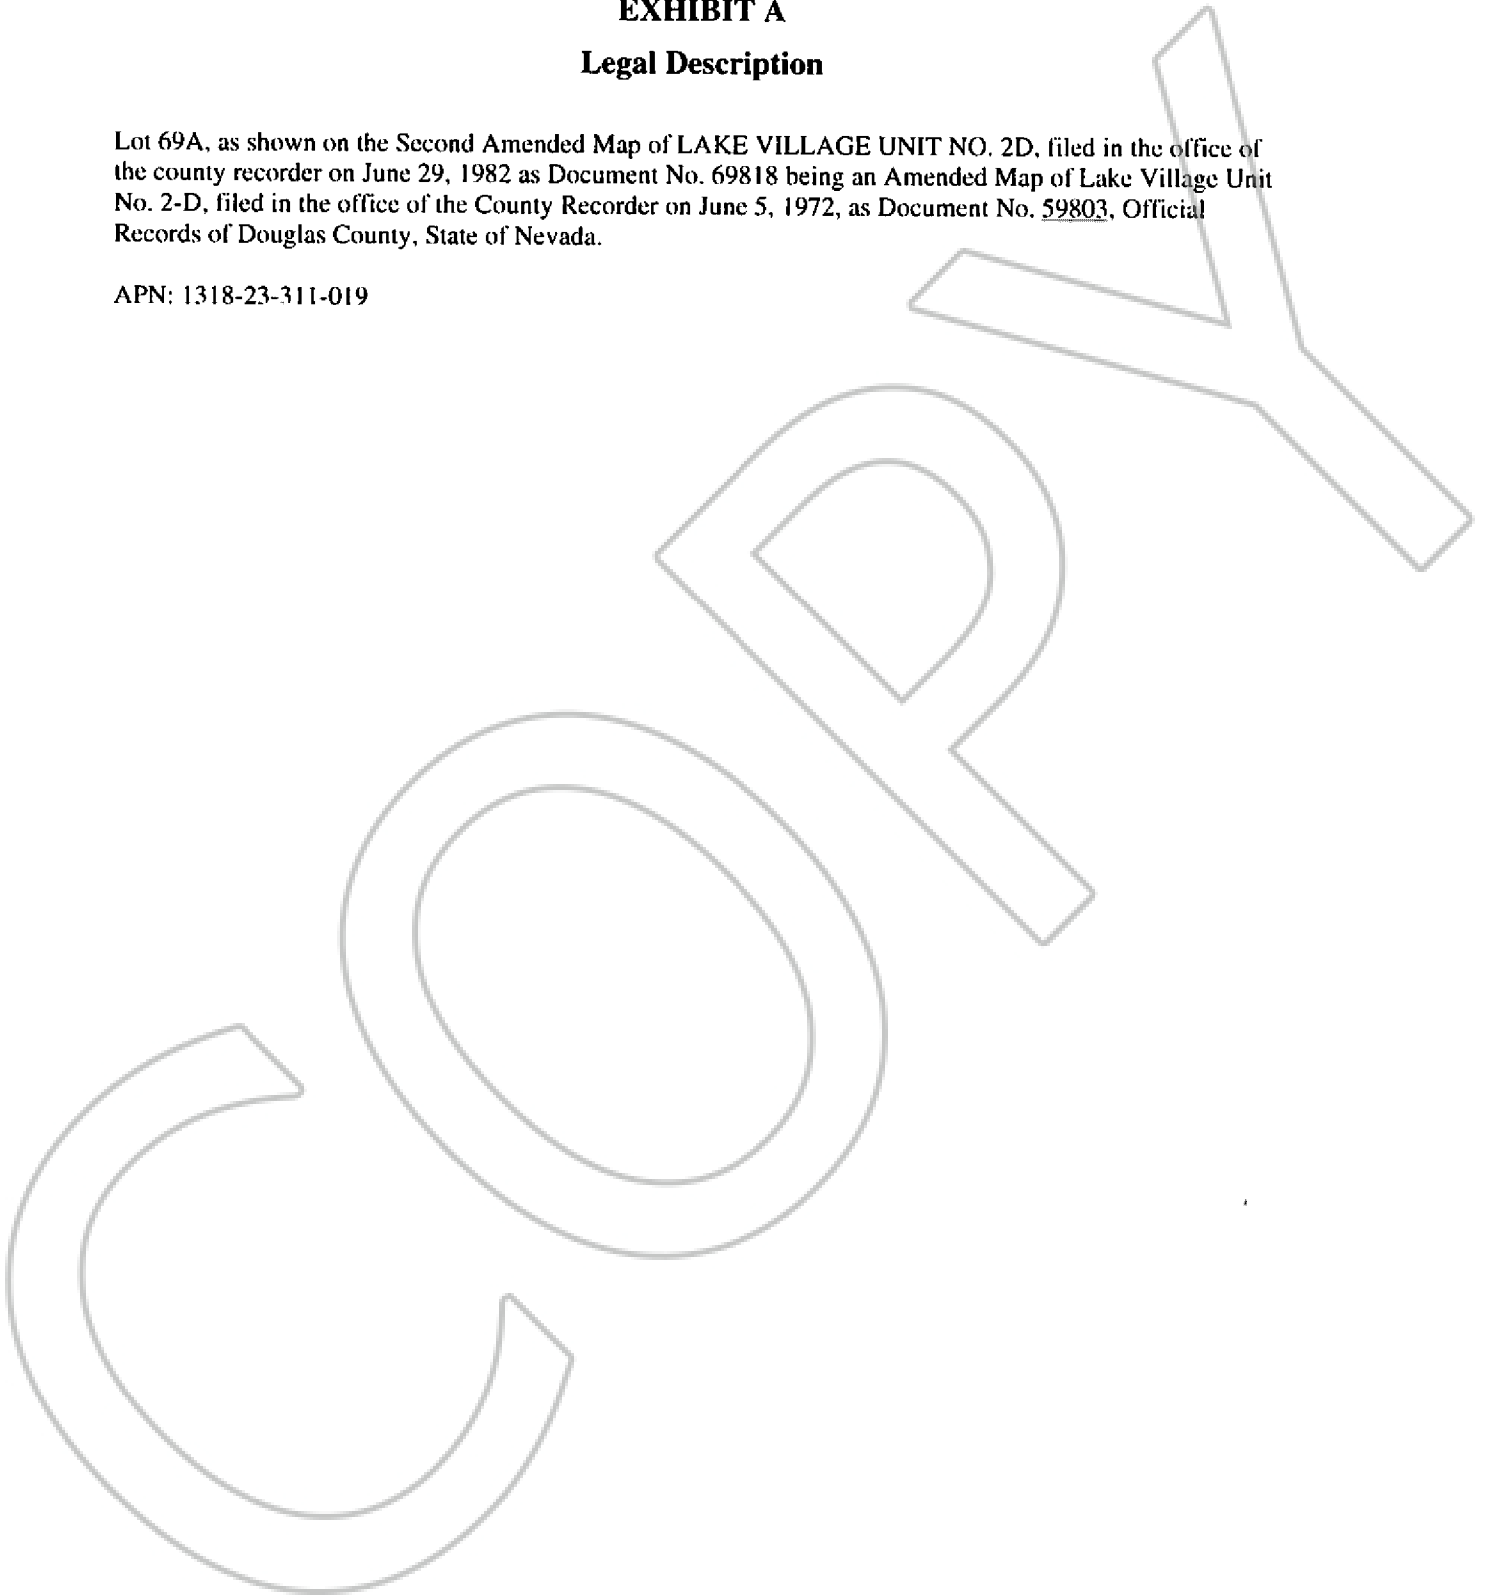 EXHIBIT A
Legal Description
Lot 69A, as shown on the Second Amended Map of LAKE VILLAGE UNIT NO. 2D, filed in the office of
the county recorder on June 29, 1982 as Document No. 69818 being an Amended Map of Lake Village Unit
No. 2-D, filed in the office of the County Recorder on June 5, 1972, as Document No. 59803, Official
Records of Douglas County, State of Nevada.
APN: 1318-23-311-019
COPY